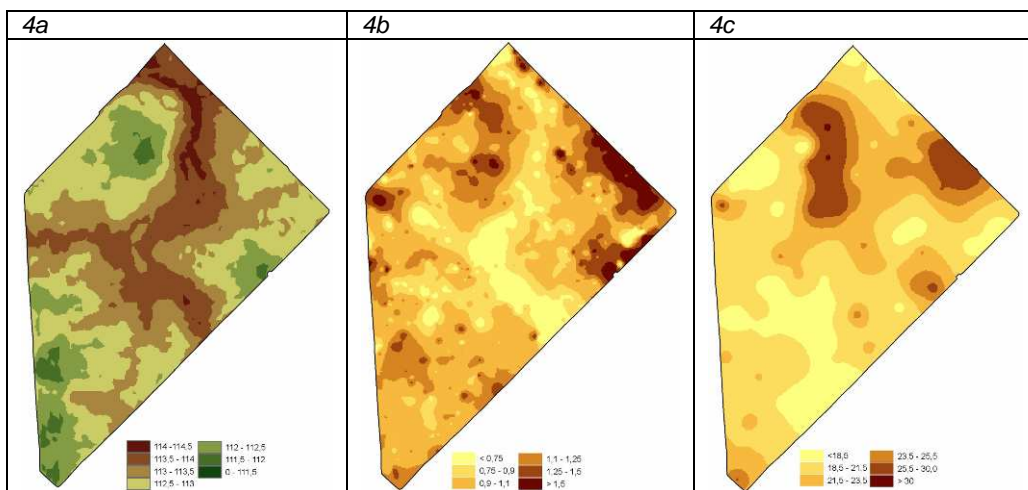 4a 4b 4c
114 - 114,5
113,5 - 114
113 - 113,5
112,5 - 113
112 - 112,5
111,5 - 112
0 - 111,5
< 0,75
0,75 - 0,9
0,9 - 1,1
1,1 - 1,25
1,25 - 1,5
> 1,5
<18,5
18,5 - 21,5
21,5 - 23,5
23,5 - 25,5
25,5 - 30,0
> 30